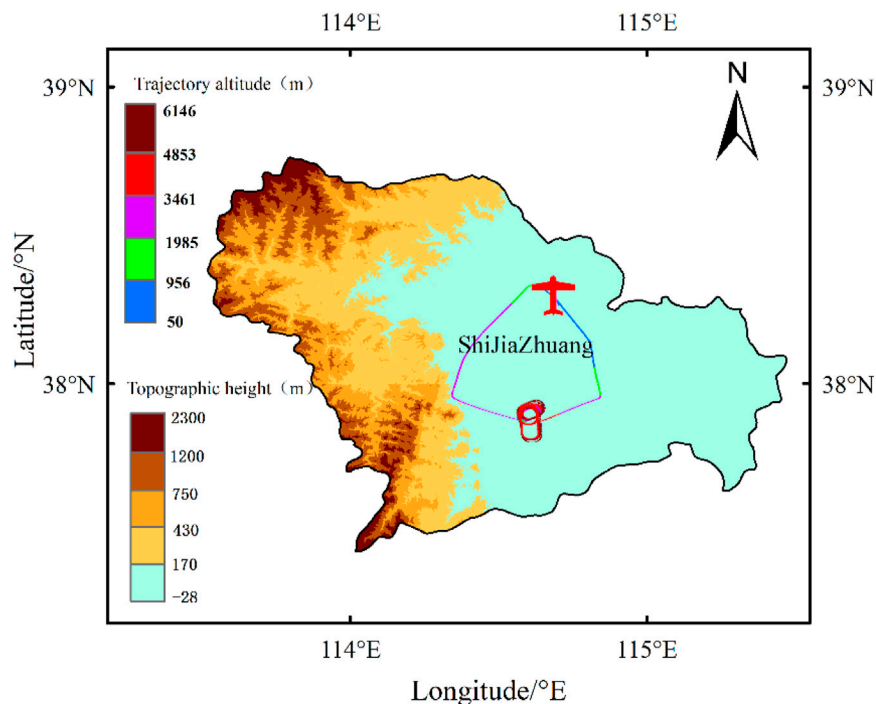 114°E 115°E
39°N 39°N
Trajectory altitude（m）
N
6146
4853
3461
1985
956
50
Latitude/°N
ShiJiaZhuang
38°N 38°N
Topographic height（m）
2300
1200
750
430
170
-28
114°E 115°E
Longitude/°E